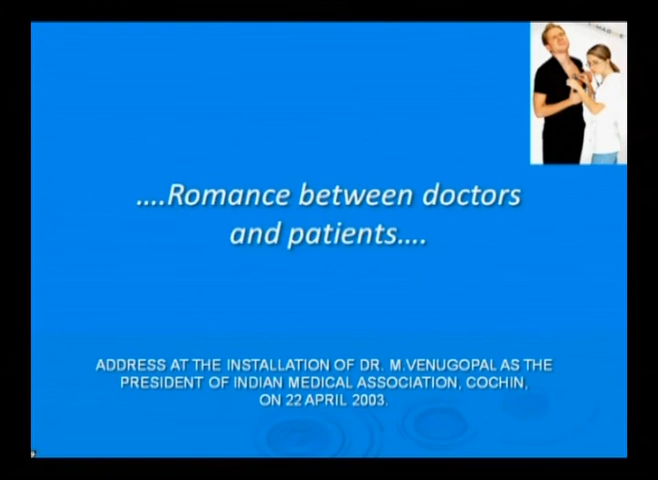 ....Romance between doctors
and patients....
ADDRESS AT THE INSTALLATION OF DR. M.VENUGOPAL AS THE
PRESIDENT OF INDIAN MEDICAL ASSOCIATION, COCHIN,
ON 22 APRIL 2003.